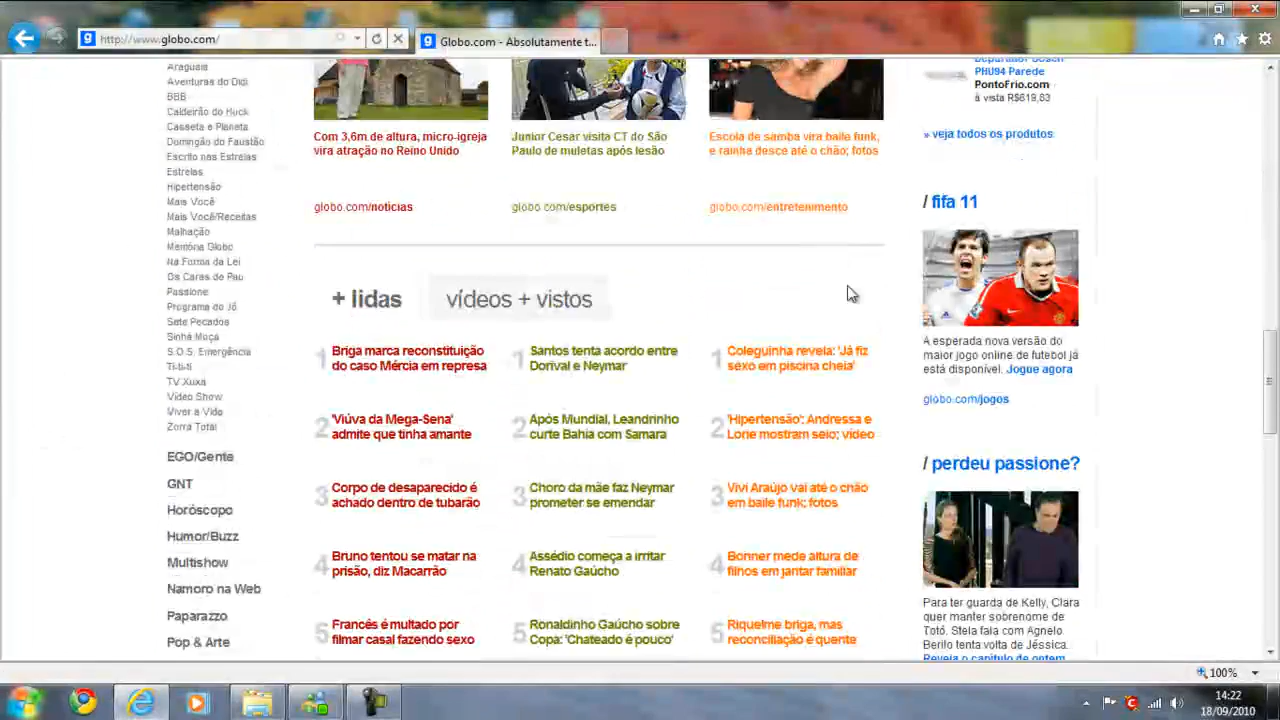 http://www.globo.com/
Globo.com - Absolutamente t...
Araguaia
Aventuras do Didi
BBB
Caldeirão do Huck
Casseta e Planeta
Domingão do Faustão
Escrito nas Estrelas
Estrelas
Hipertensão
Mais Você
Mais Você/Receitas
Malhação
Memória Globo
Na Forma da Lei
Os Caras de Pau
Passione
Programa do Jô
Sete Pecados
Sinha Moça
S.O.S. Emergência
Ti-ti-ti
TV Xuxa
Vídeo Show
Viver a Vida
Zorra Total
EGO/Gente
GNT
Horóscopo
Humor/Buzz
Multishow
Namoro na Web
Paparazzo
Pop & Arte
Com 3,6m de altura, micro-igreja
vira atração no Reino Unido
globo.com/notícias
Junior Cesar visita CT do São
Paulo de muletas após lesão
globo.com/esportes
Escola de samba vira baile funk,
e rainha desce até o chão; fotos
globo.com/entretenimento
+ lidas
vídeos + vistos
1 Briga marca reconstituição
do caso Mércia em represa
2 'Viúva da Mega-Sena'
admite que tinha amante
3 Corpo de desaparecido é
achado dentro de tubarão
4 Bruno tentou se matar na
prisão, diz Macarrão
5 Francês é multado por
filmar casal fazendo sexo
1 Santos tenta acordo entre
Dorival e Neymar
2 Após Mundial, Leandrinho
curte Bahia com Samara
3 Choro da mãe faz Neymar
prometer se emendar
4 Assédio começa a irritar
Renato Gaúcho
5 Ronaldinho Gaúcho sobre
Copa: 'Chateado é pouco'
1 Coleguinha revela: 'Já fiz
sexo em piscina cheia'
2 'Hipertensão': Andressa e
Lorie mostram seio; vídeo
3 Vivi Araújo vai até o chão
em baile funk; fotos
4 Bonner mede altura de
filhos em jantar familiar
5 Riquelme briga, mas
reconciliação é quente
Depurador Bosch
PHU94 Parede
PontoFrio.com
à vista R$619,83
» veja todos os produtos
/ fifa 11
A esperada nova versão do
maior jogo online de futebol já
está disponível. Jogue agora
globo.com/jogos
/ perdeu passione?
Para ter guarda de Kelly, Clara
quer manter sobrenome de
Totó. Stela fala com Agnelo.
Berilo tenta volta de Jéssica.
Reveja o capítulo de ontem
100%
14:22
18/09/2010